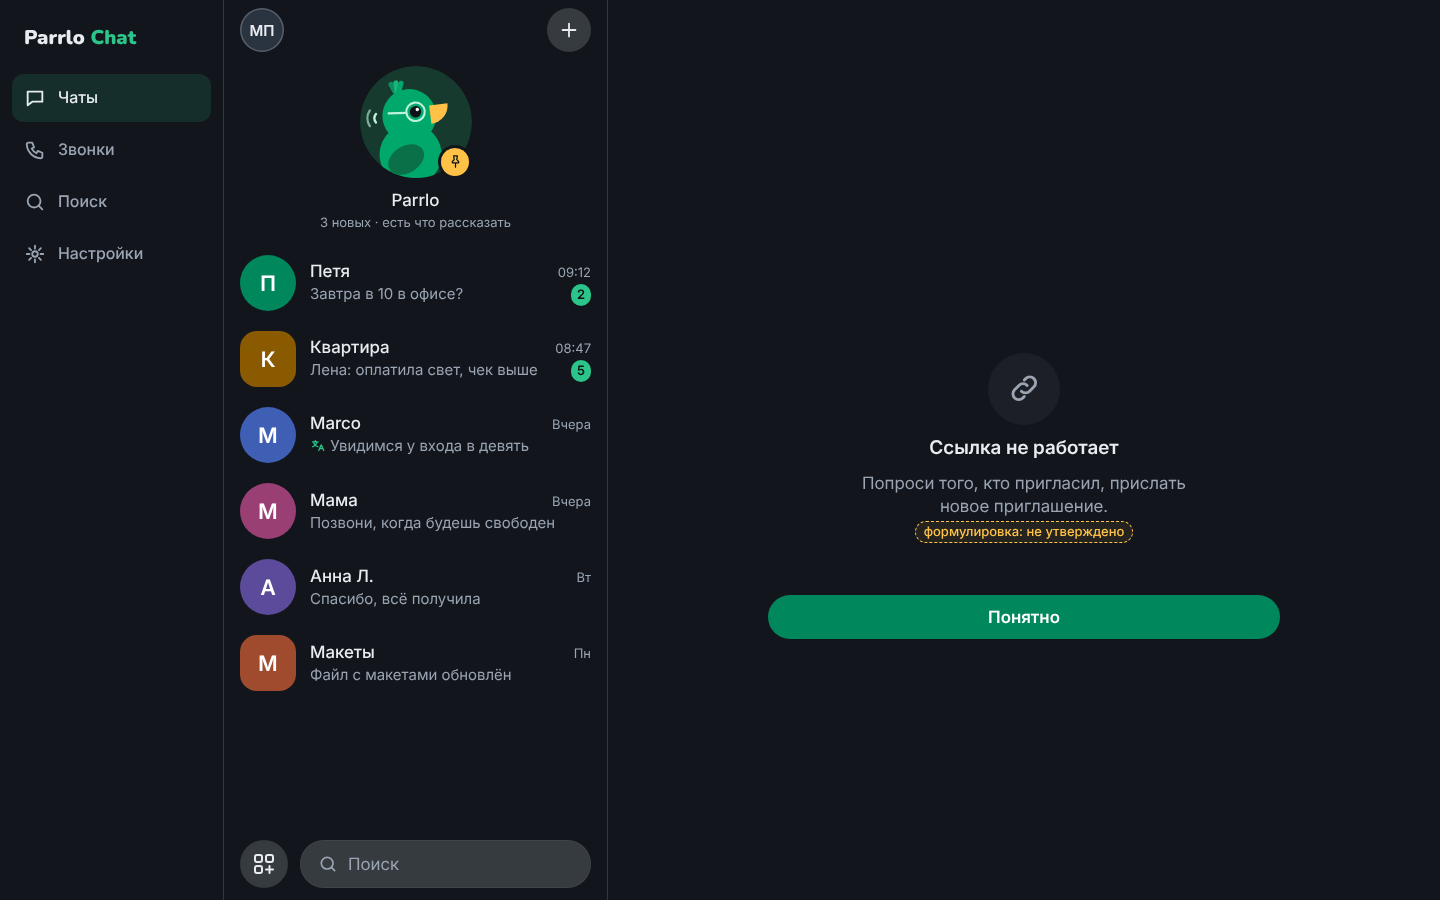 Parrlo Chat
Чаты
Звонки
Поиск
Настройки
МП
Parrlo
3 новых · есть что рассказать
П
Петя
09:12
Завтра в 10 в офисе?
2
К
Квартира
08:47
Лена: оплатила свет, чек выше
5
M
Marco
Вчера
Увидимся у входа в девять
М
Мама
Вчера
Позвони, когда будешь свободен
А
Анна Л.
Вт
Спасибо, всё получила
М
Макеты
Пн
Файл с макетами обновлён
Поиск
Ссылка не работает
Попроси того, кто пригласил, прислать
новое приглашение.
формулировка: не утверждено
Понятно